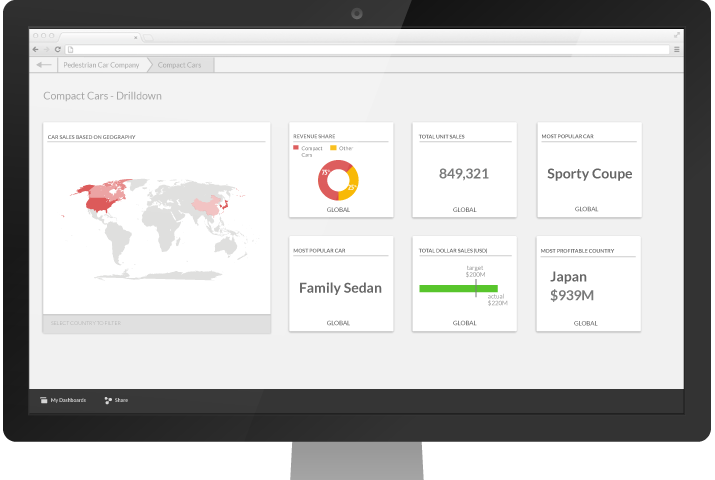 Pedestrian Car Company
Compact Cars
Compact Cars - Drilldown
CAR SALES BASED ON GEOGRAPHY
SELECT COUNTRY TO FILTER
REVENUE SHARE
Compact
Cars
Other
75%
25%
GLOBAL
TOTAL UNIT SALES
849,321
GLOBAL
MOST POPULAR CAR
Sporty Coupe
GLOBAL
MOST POPULAR CAR
Family Sedan
GLOBAL
TOTAL DOLLAR SALES (USD)
target
$200M
actual
$220M
GLOBAL
MOST PROFITABLE COUNTRY
Japan
$939M
GLOBAL
My Dashboards
Share